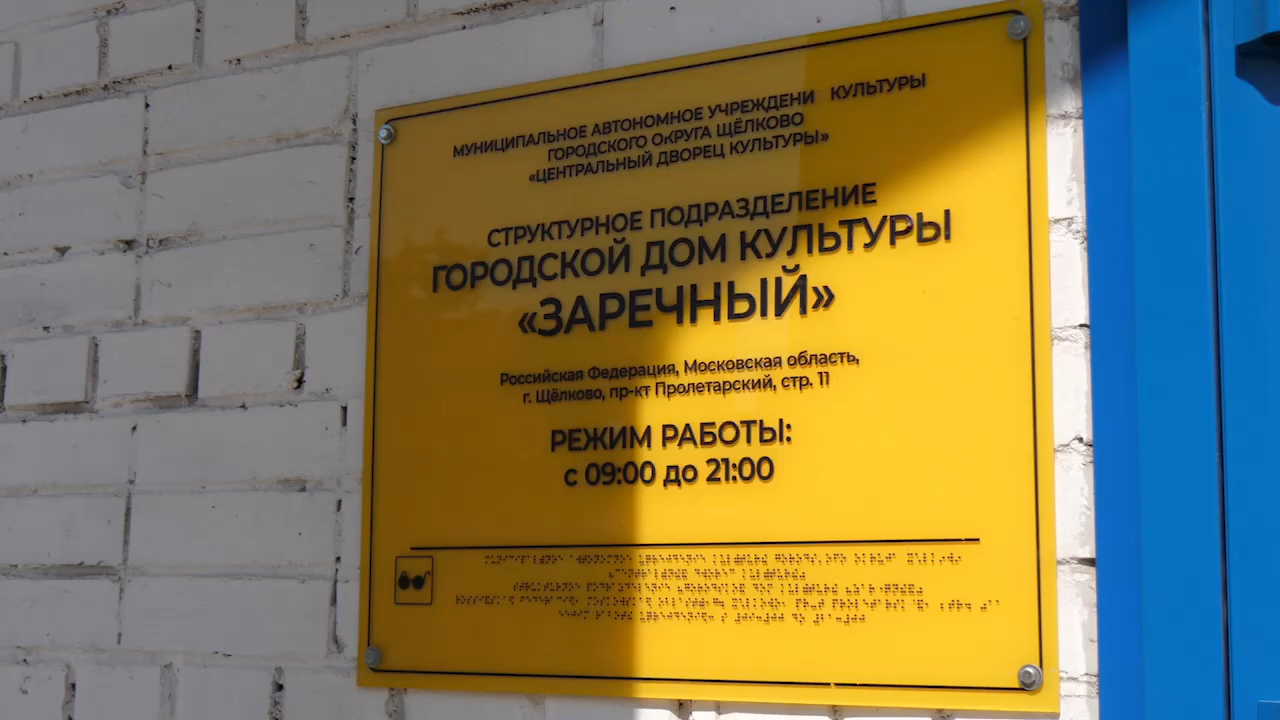 МУНИЦИПАЛЬНОЕ АВТОНОМНОЕ УЧРЕЖДЕНИ КУЛЬТУРЫ
ГОРОДСКОГО ОКРУГА ЩЁЛКОВО
«ЦЕНТРАЛЬНЫЙ ДВОРЕЦ КУЛЬТУРЫ»
СТРУКТУРНОЕ ПОДРАЗДЕЛЕНИЕ
ГОРОДСКОЙ ДОМ КУЛЬТУРЫ
«ЗАРЕЧНЫЙ»
Российская Федерация, Московская область,
г. Щёлково, пр-кт Пролетарский, стр. 11
РЕЖИМ РАБОТЫ:
с 09:00 до 21:00